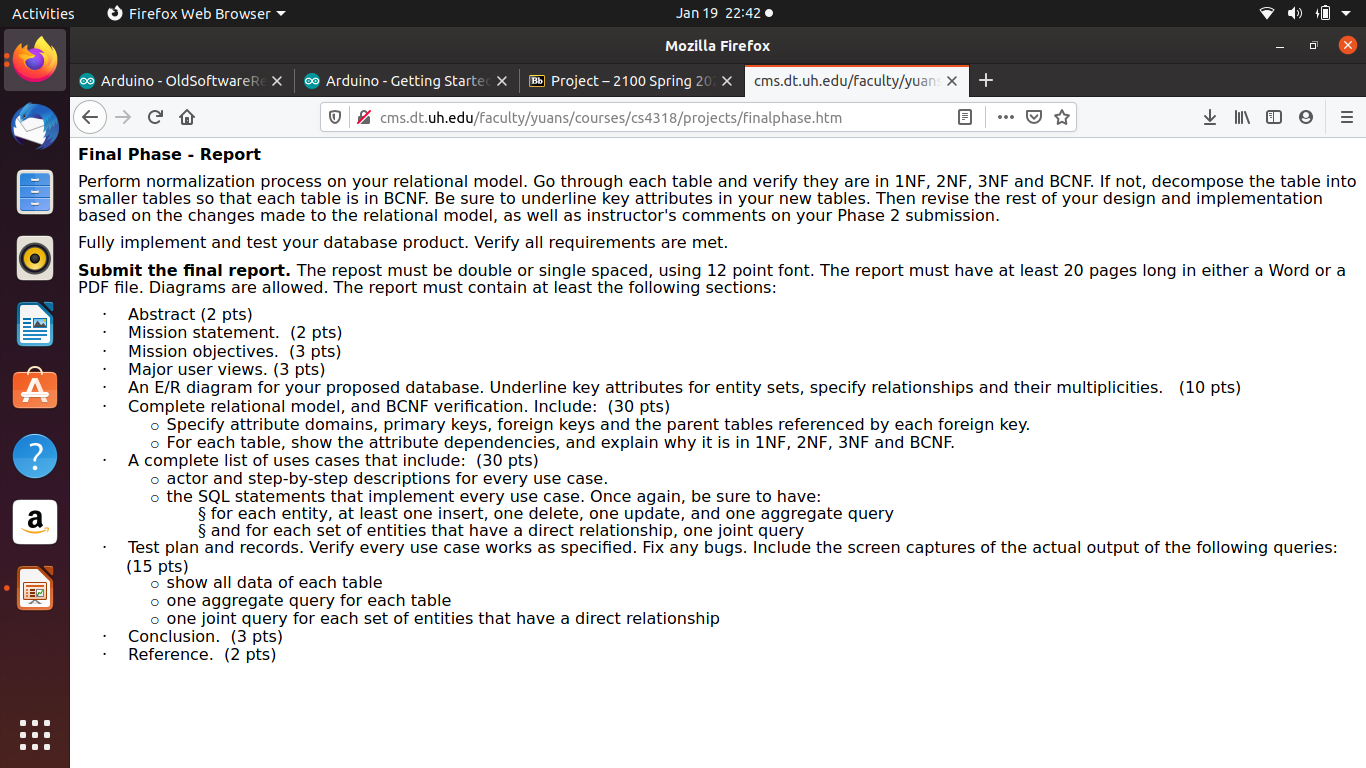 Activities
Firefox Web Browser
Jan 19 22:42
Mozilla Firefox
Arduino - OldSoftwareRe
Arduino - Getting Started
Bb Project – 2100 Spring 20
cms.dt.uh.edu/faculty/yuans
cms.dt.uh.edu/faculty/yuans/courses/cs4318/projects/finalphase.htm
Final Phase - Report
Perform normalization process on your relational model. Go through each table and verify they are in 1NF, 2NF, 3NF and BCNF. If not, decompose the table into
smaller tables so that each table is in BCNF. Be sure to underline key attributes in your new tables. Then revise the rest of your design and implementation
based on the changes made to the relational model, as well as instructor's comments on your Phase 2 submission.
Fully implement and test your database product. Verify all requirements are met.
Submit the final report. The repost must be double or single spaced, using 12 point font. The report must have at least 20 pages long in either a Word or a
PDF file. Diagrams are allowed. The report must contain at least the following sections:
· Abstract (2 pts)
· Mission statement. (2 pts)
· Mission objectives. (3 pts)
· Major user views. (3 pts)
· An E/R diagram for your proposed database. Underline key attributes for entity sets, specify relationships and their multiplicities. (10 pts)
· Complete relational model, and BCNF verification. Include: (30 pts)
o Specify attribute domains, primary keys, foreign keys and the parent tables referenced by each foreign key.
o For each table, show the attribute dependencies, and explain why it is in 1NF, 2NF, 3NF and BCNF.
· A complete list of uses cases that include: (30 pts)
o actor and step-by-step descriptions for every use case.
o the SQL statements that implement every use case. Once again, be sure to have:
§ for each entity, at least one insert, one delete, one update, and one aggregate query
§ and for each set of entities that have a direct relationship, one joint query
· Test plan and records. Verify every use case works as specified. Fix any bugs. Include the screen captures of the actual output of the following queries:
(15 pts)
o show all data of each table
o one aggregate query for each table
o one joint query for each set of entities that have a direct relationship
· Conclusion. (3 pts)
· Reference. (2 pts)